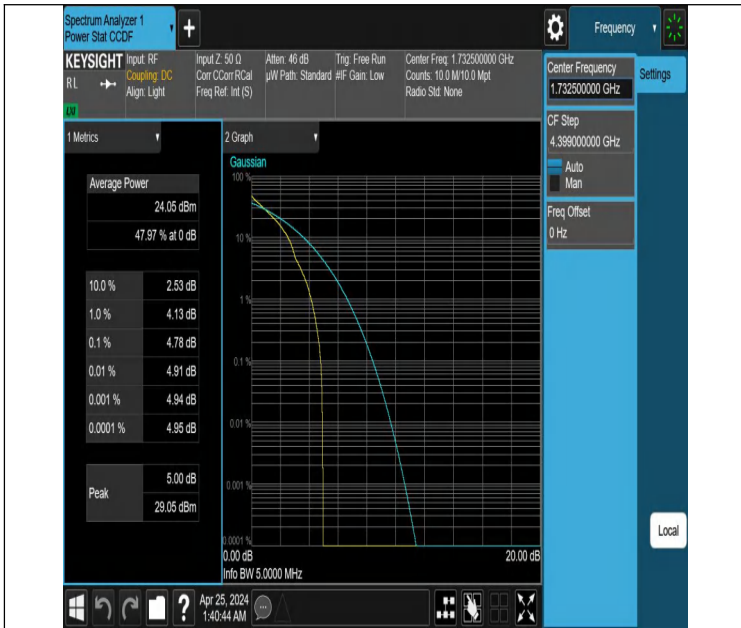 Spectrum Analyzer 1
Power Stat CCDF
+
Frequency
KEYSIGHT
RL
LXI
Input: RF
Coupling: DC
Align: Light
Input Z: 50 Ω
Corr CCorr RCal
Freq Ref: Int (S)
Atten: 46 dB
µW Path: Standard
Trig: Free Run
#IF Gain: Low
Center Freq: 1.732500000 GHz
Counts: 10.0 M/10.0 Mpt
Radio Std: None
Center Frequency
1.732500000 GHz
Settings
CF Step
4.399000000 GHz
Auto
Man
Freq Offset
0 Hz
1 Metrics
Average Power
24.05 dBm
47.97 % at 0 dB
10.0 % 2.53 dB
1.0 % 4.13 dB
0.1 % 4.78 dB
0.01 % 4.91 dB
0.001 % 4.94 dB
0.0001 % 4.95 dB
Peak
5.00 dB
29.05 dBm
2 Graph
Gaussian
100 %
10 %
1 %
0.1 %
0.01 %
0.001 %
0.0001 %
0.00 dB 20.00 dB
Info BW 5.0000 MHz
Local
?
Apr 25, 2024
1:40:44 AM